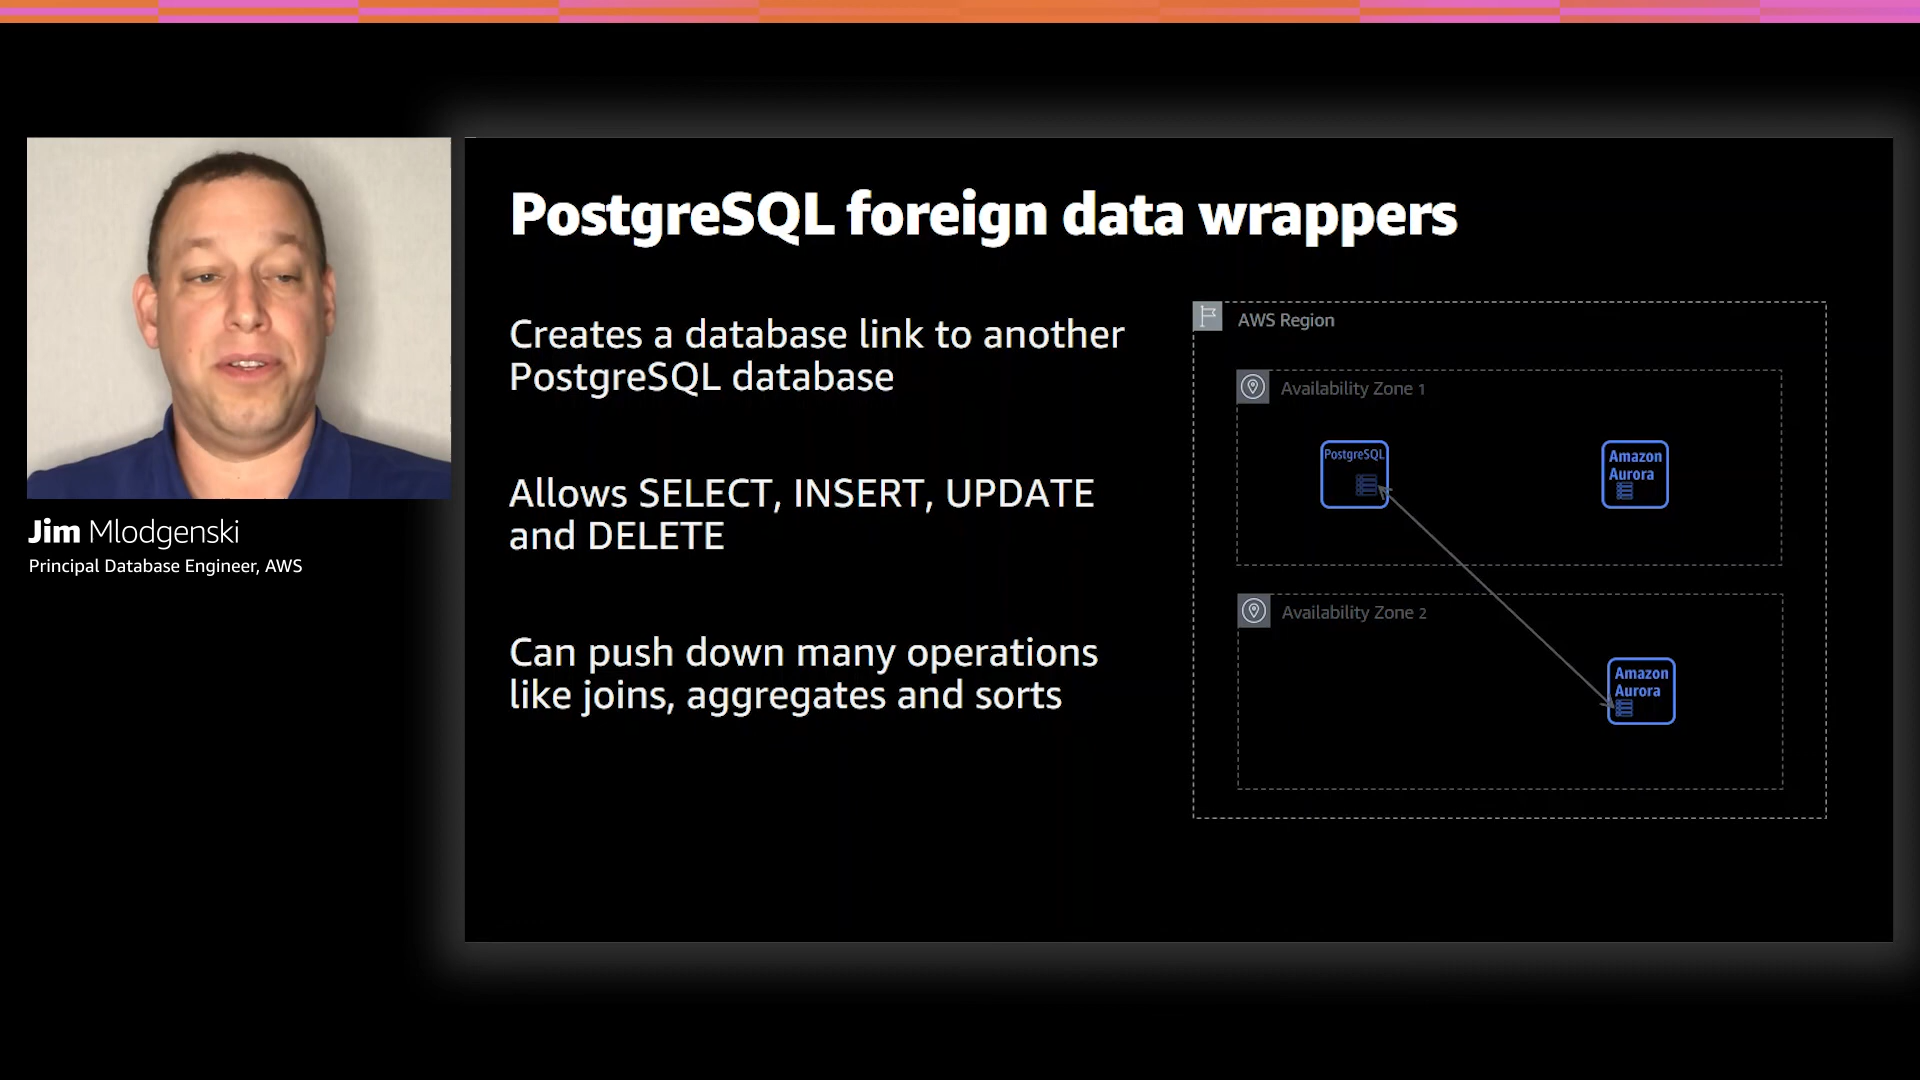 PostgreSQL foreign data wrappers
Creates a database link to another
PostgreSQL database
Allows SELECT, INSERT, UPDATE
and DELETE
Can push down many operations
like joins, aggregates and sorts
AWS Region
Availability Zone 1
PostgreSQL
Amazon
Aurora
Availability Zone 2
Amazon
Aurora
Jim Mlodgenski
Principal Database Engineer, AWS